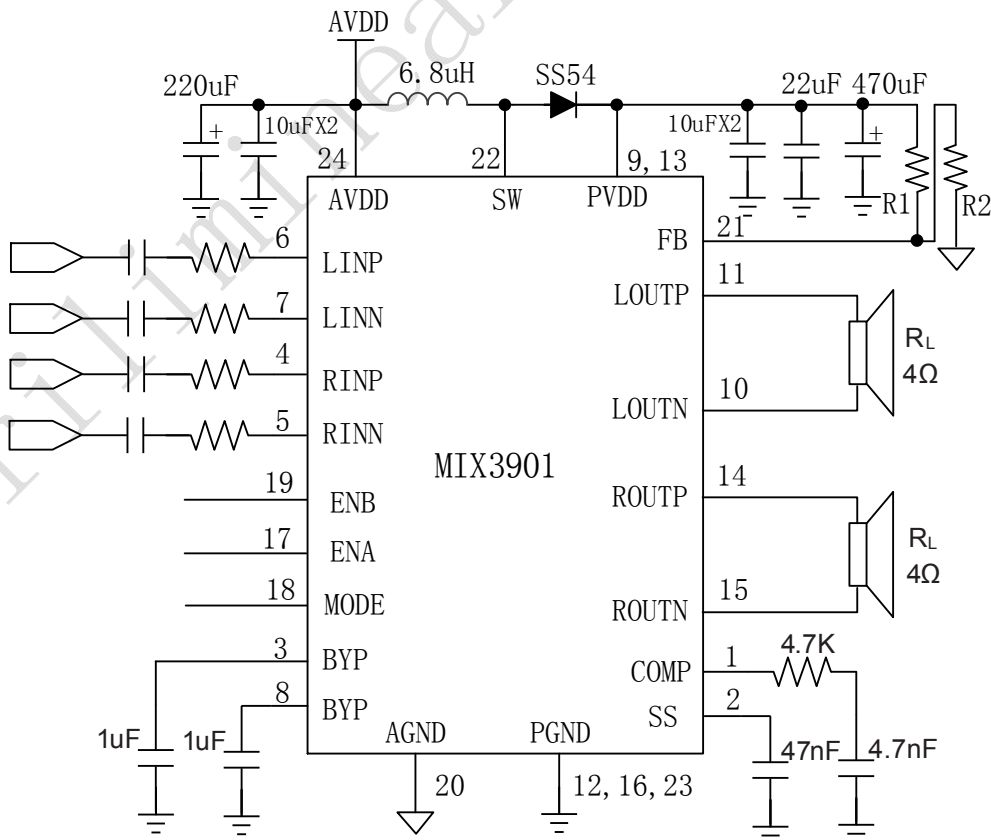 AVDD
220uF
6.8uH
SS54
22uF 470uF
+
10uFX2
10uFX2
+
24
22
9, 13
R1
R2
AVDD
SW
PVDD
6
LINP
FB
21
7
LINN
LOUTP
11
RL
4Ω
4
RINP
LOUTN
10
5
RINN
MIX3901
19
ENB
ROUTP
14
17
ENA
RL
4Ω
18
MODE
ROUTN
15
3
BYP
COMP
1
4.7K
8
BYP
SS
2
1uF
1uF
AGND
PGND
47nF
4.7nF
20
12, 16, 23